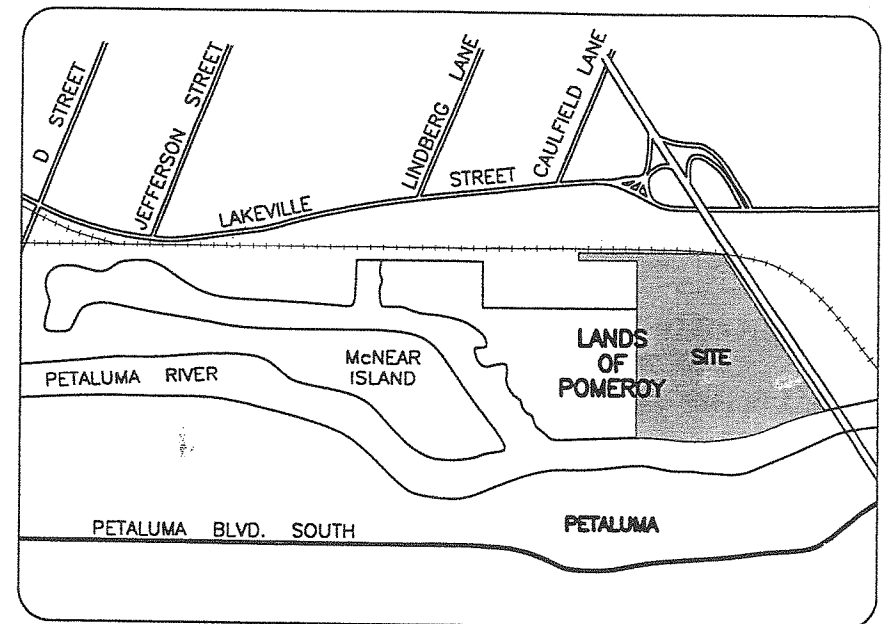 D STREET
JEFFERSON STREET
LINDBERG LANE
CAULFIELD LANE
LAKEVILLE STREET
LANDS
OF
POMEROY
SITE
McNEAR
ISLAND
PETALUMA RIVER
PETALUMA BLVD. SOUTH
PETALUMA